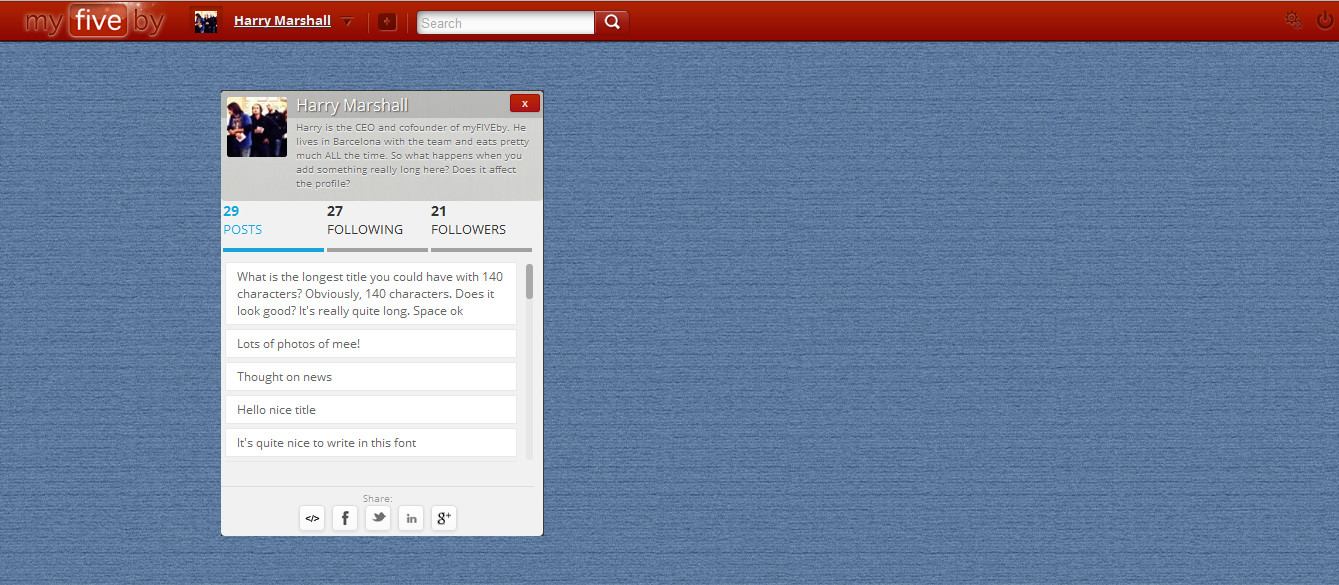 my five by
Harry Marshall
+
Search
Harry Marshall
x
Harry is the CEO and cofounder of myFIVEby. He
lives in Barcelona with the team and eats pretty
much ALL the time. So what happens when you
add something really long here? Does it affect
the profile?
29
POSTS
27
FOLLOWING
21
FOLLOWERS
What is the longest title you could have with 140
characters? Obviously, 140 characters. Does it
look good? It's really quite long. Space ok
Lots of photos of mee!
Thought on news
Hello nice title
It's quite nice to write in this font
Share:
</> f in g+